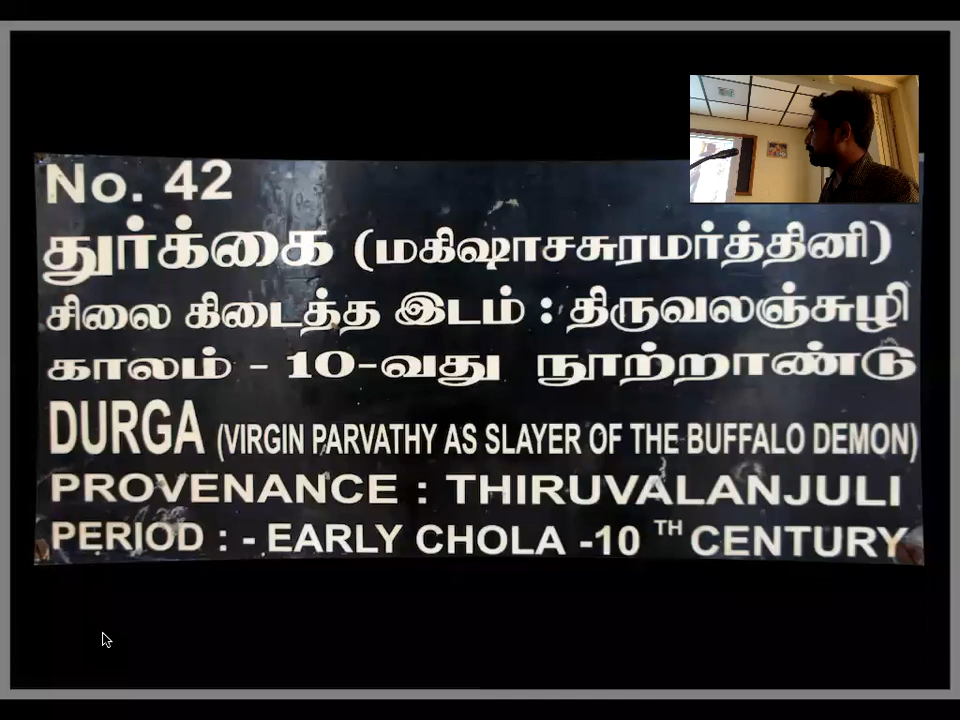 No. 42
துர்க்கை (மகிஷாசசுரமர்த்தினி)
சிலை கிடைத்த இடம் : திருவலஞ்சுழி
காலம் - 10-வது நூற்றாண்டு
DURGA (VIRGIN PARVATHY AS SLAYER OF THE BUFFALO DEMON)
PROVENANCE : THIRUVALANJULI
PERIOD : - EARLY CHOLA -10 TH CENTURY